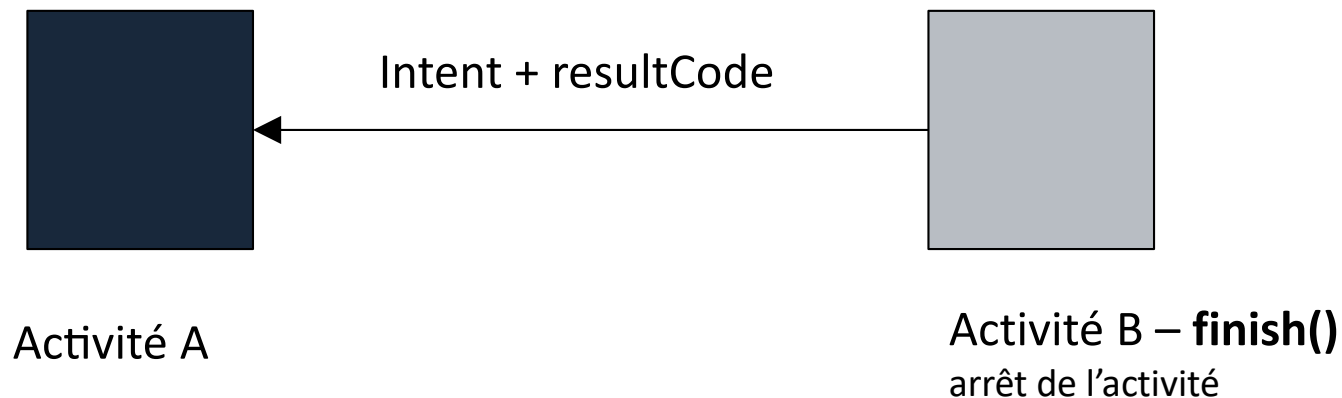 Intent + resultCode
Activité A
Activité B – finish()
arrêt de l’activité